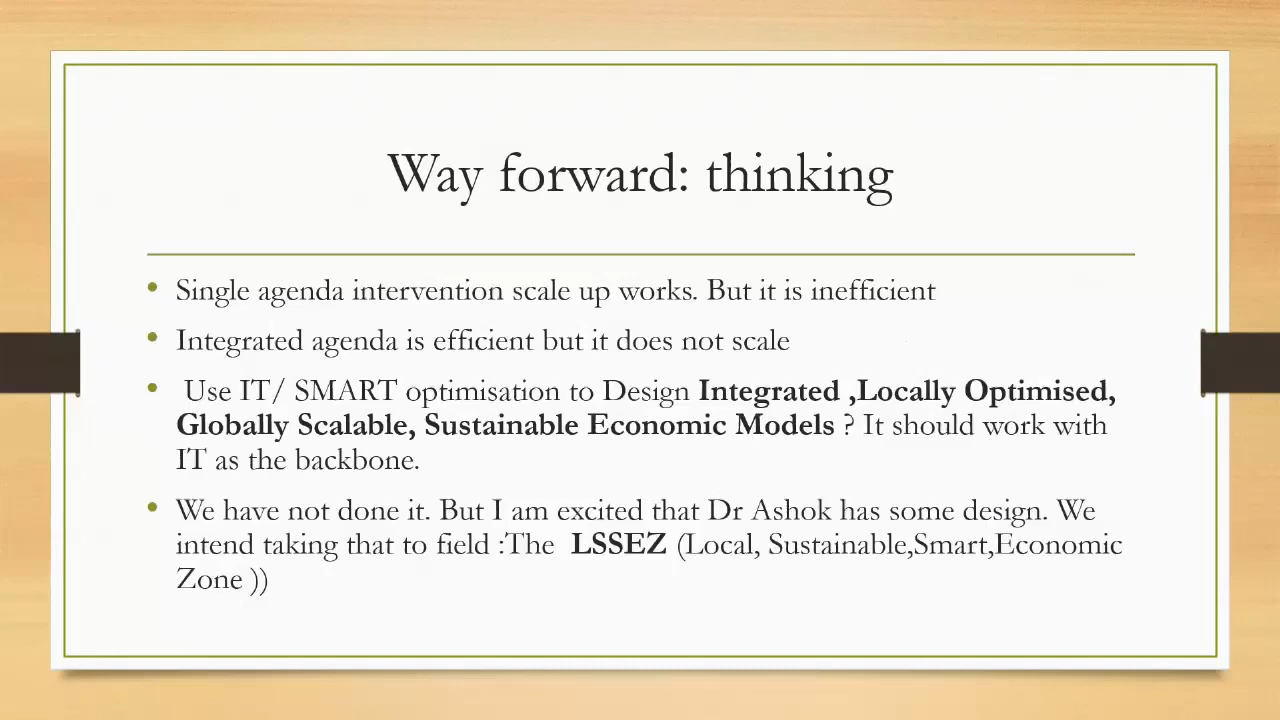 Way forward: thinking
• Single agenda intervention scale up works. But it is inefficient
• Integrated agenda is efficient but it does not scale
• Use IT/ SMART optimisation to Design Integrated ,Locally Optimised,
Globally Scalable, Sustainable Economic Models ? It should work with
IT as the backbone.
• We have not done it. But I am excited that Dr Ashok has some design. We
intend taking that to field :The LSSEZ (Local, Sustainable,Smart,Economic
Zone ))